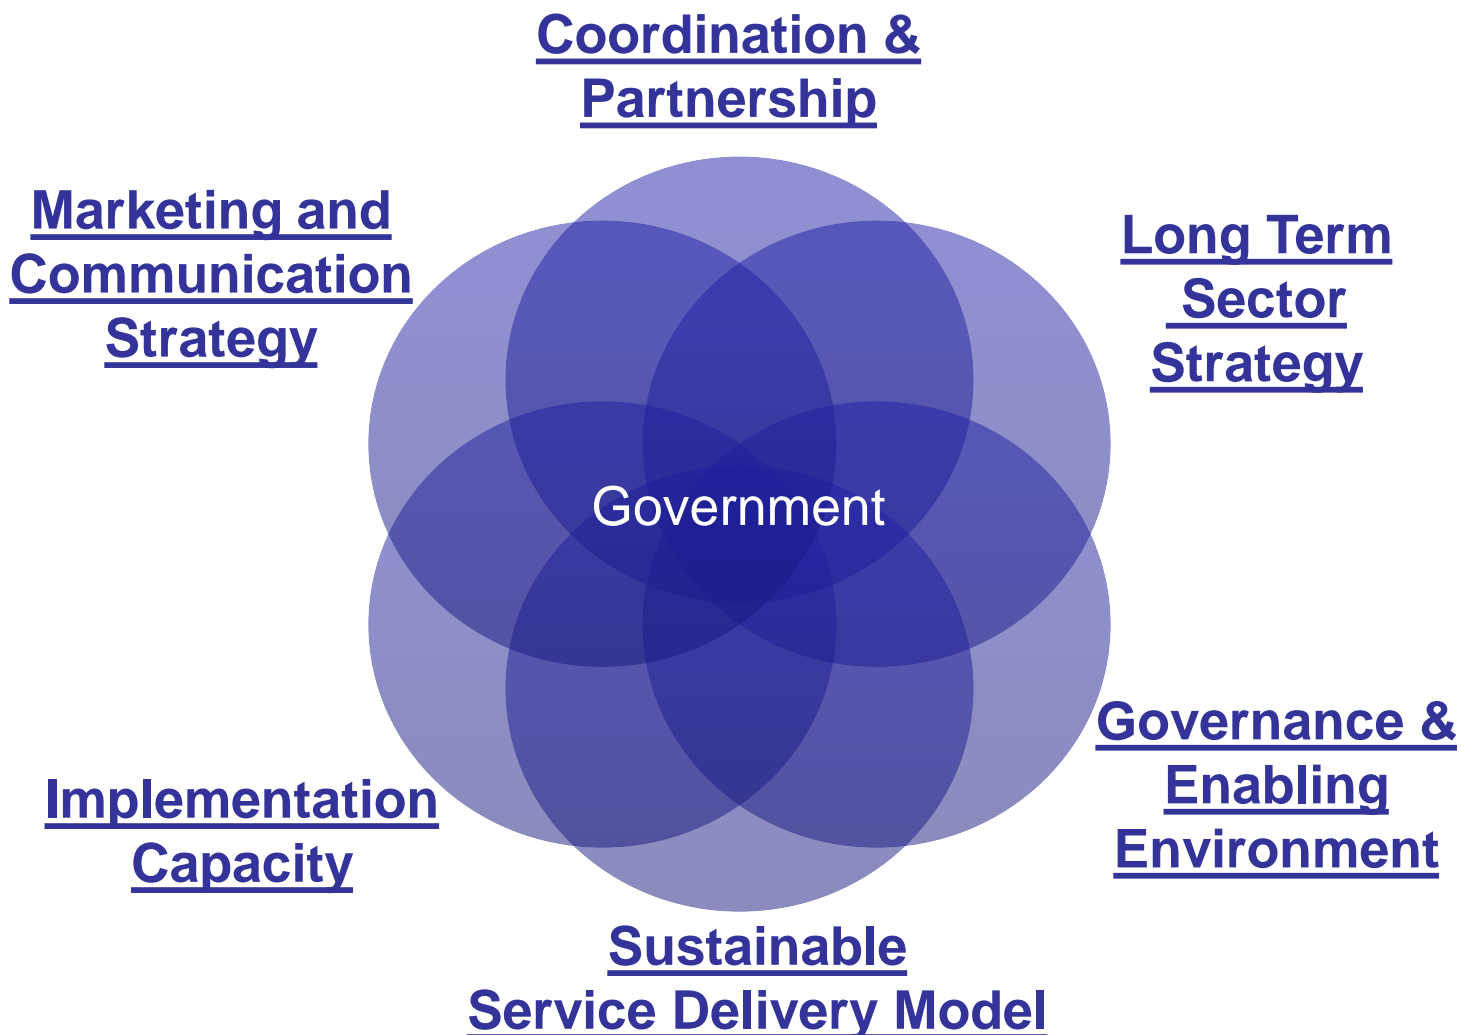 Coordination &
Partnership
Marketing and
Communication
Strategy
Long Term
Sector
Strategy
Government
Governance &
Enabling
Environment
Implementation
Capacity
Sustainable
Service Delivery Model